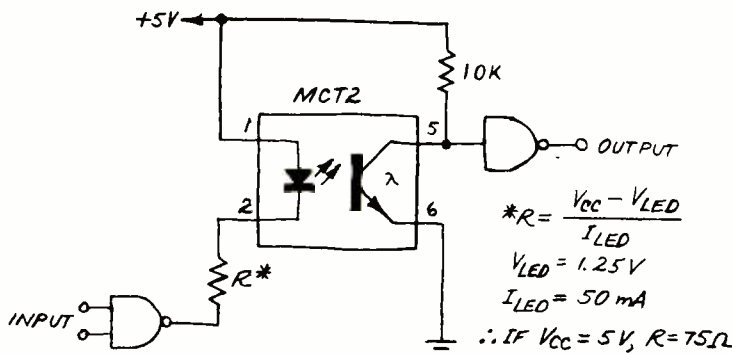 +5V
10K
MCT2
1
5
OUTPUT
λ
2
6
*R = VCC - VLED / ILED
R*
VLED = 1.25V
ILED = 50 mA
INPUT
∴ IF VCC = 5V, R = 75Ω